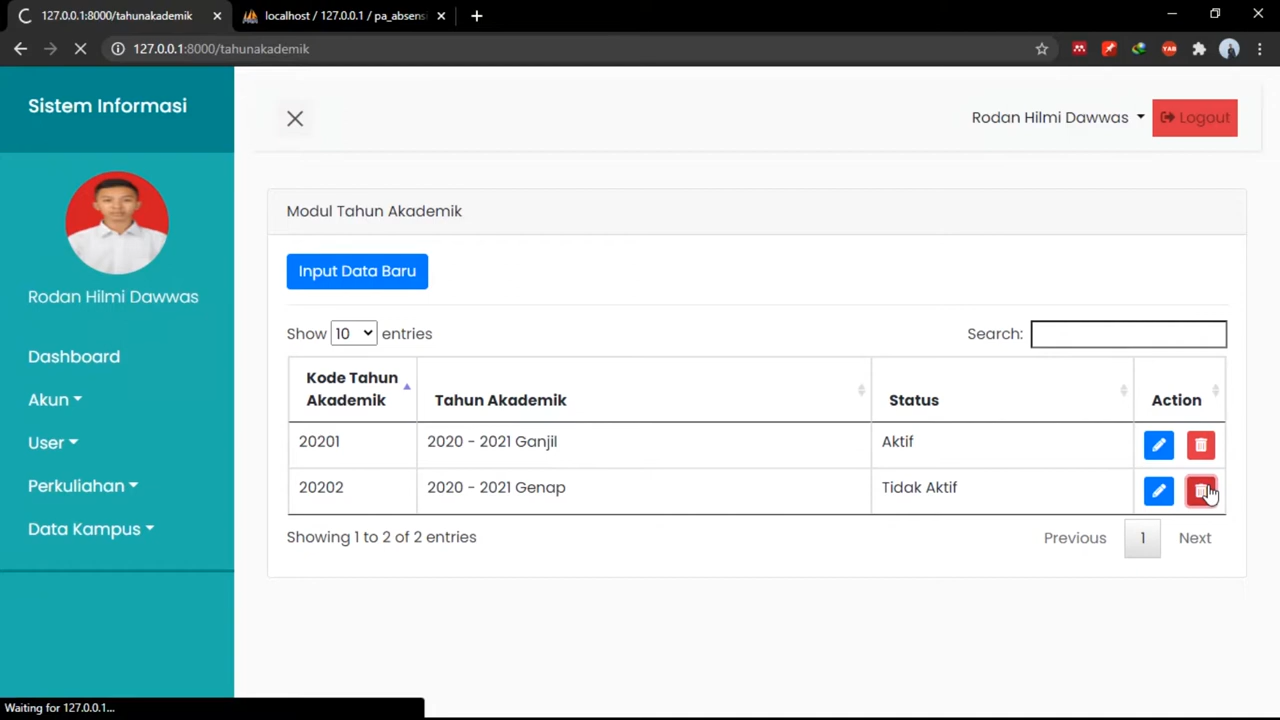 127.0.0.1:8000/tahunakademik
localhost / 127.0.0.1 / pa_absens
127.0.0.1:8000/tahunakademik
YAB
Sistem Informasi
Rodan Hilmi Dawwas
Logout
Rodan Hilmi Dawwas
Dashboard
Akun
User
Perkuliahan
Data Kampus
Modul Tahun Akademik
Input Data Baru
Show 10 entries
Search:
Kode Tahun Akademik
Tahun Akademik
Status
Action
20201
2020 - 2021 Ganjil
Aktif
20202
2020 - 2021 Genap
Tidak Aktif
Showing 1 to 2 of 2 entries
Previous
1
Next
Waiting for 127.0.0.1...